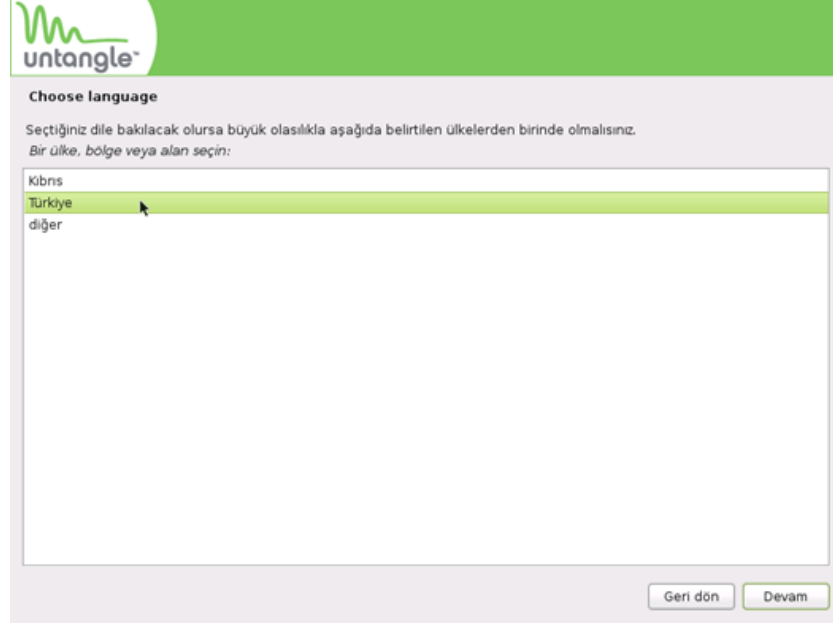 untangle™
Choose language
Seçtiğiniz dile bakılacak olursa büyük olasılıkla aşağıda belirtilen ülkelerden birinde olmalısınız.
Bir ülke, bölge veya alan seçin:
Kıbrıs
Türkiye
diğer
Geri dön
Devam